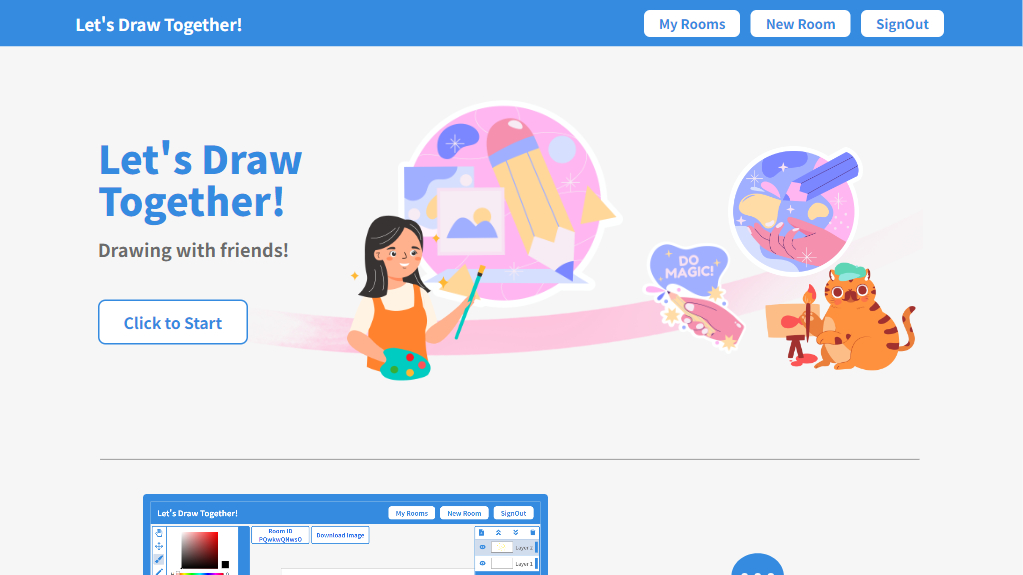 Let's Draw Together!
My Rooms
New Room
SignOut
Let's Draw
Together!
Drawing with friends!
Click to Start
DO
MAGIC!
Let's Draw Together!
My Rooms
New Room
SignOut
Room ID
PQwkwQNwsO
Download Image
Layer 2
Layer 1